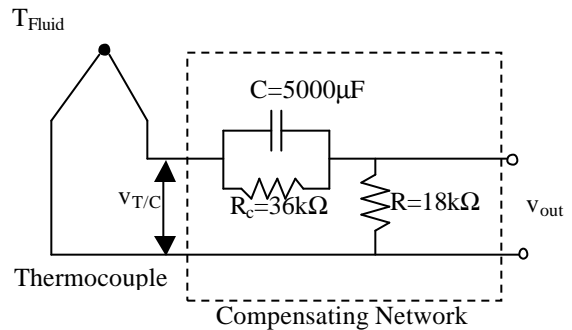 T_Fluid
C=5000μF
v_T/C
R_c=36kΩ
R=18kΩ
v_out
Thermocouple
Compensating Network